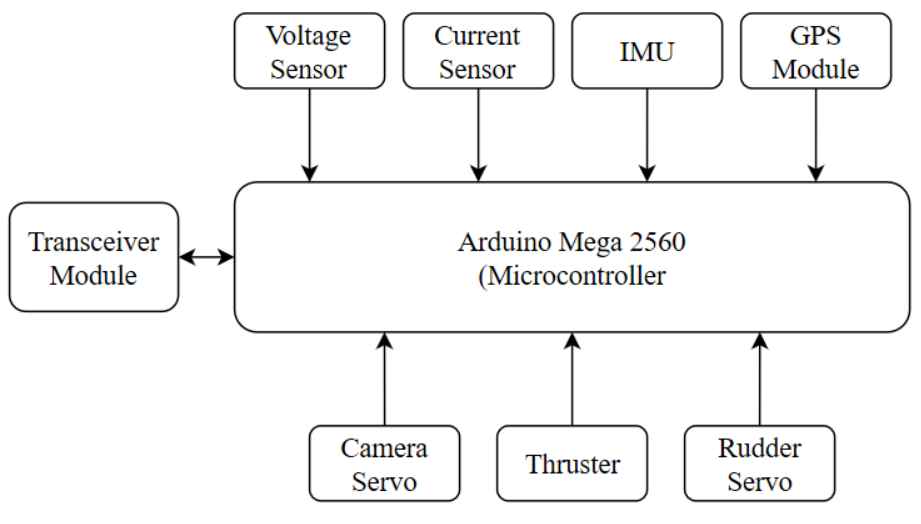 Voltage
Sensor
Current
Sensor
IMU
GPS
Module
Transceiver
Module
Arduino Mega 2560
(Microcontroller
Camera
Servo
Thruster
Rudder
Servo